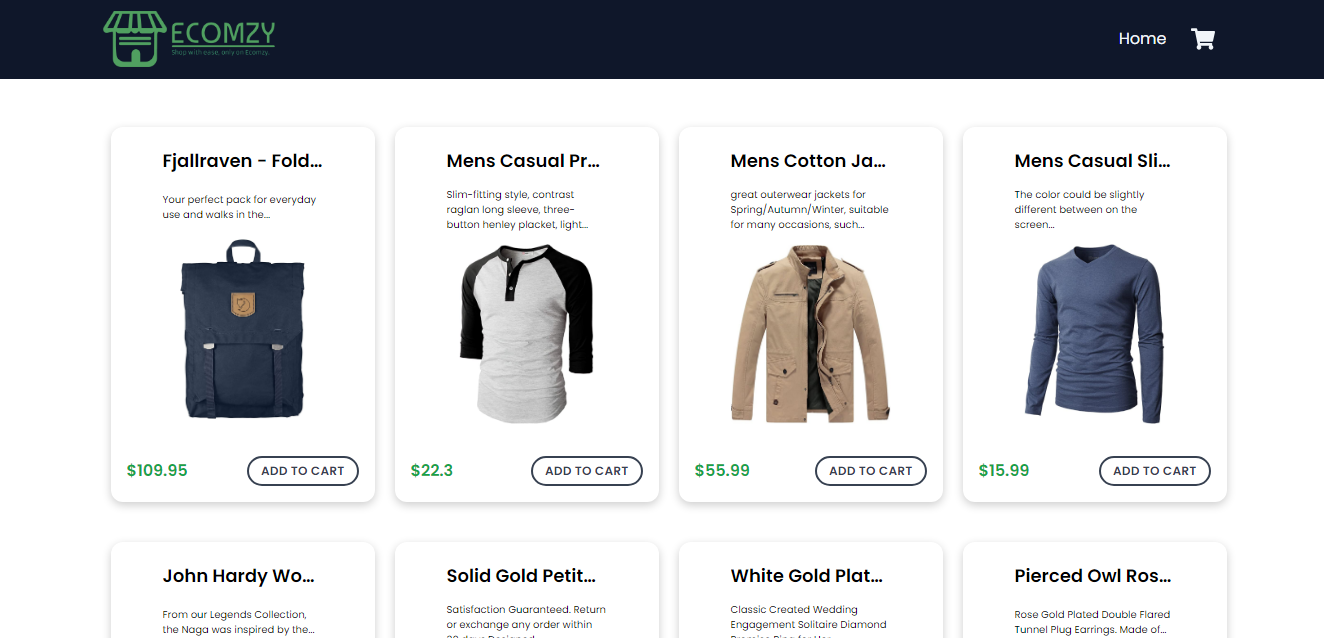 ECOMZY
Shop with ease, only on Ecomzy.
Home
Fjallraven - Fold...
Your perfect pack for everyday
use and walks in the...
$109.95
ADD TO CART
Mens Casual Pr...
Slim-fitting style, contrast
raglan long sleeve, three-
button henley placket, light...
$22.3
ADD TO CART
Mens Cotton Ja...
great outerwear jackets for
Spring/Autumn/Winter, suitable
for many occasions, such...
$55.99
ADD TO CART
Mens Casual Sli...
The color could be slightly
different between on the
screen...
$15.99
ADD TO CART
John Hardy Wo...
From our Legends Collection,
the Naga was inspired by the...
Solid Gold Petit...
Satisfaction Guaranteed. Return
or exchange any order within
White Gold Plat...
Classic Created Wedding
Engagement Solitaire Diamond
Pierced Owl Ros...
Rose Gold Plated Double Flared
Tunnel Plug Earrings. Made of...